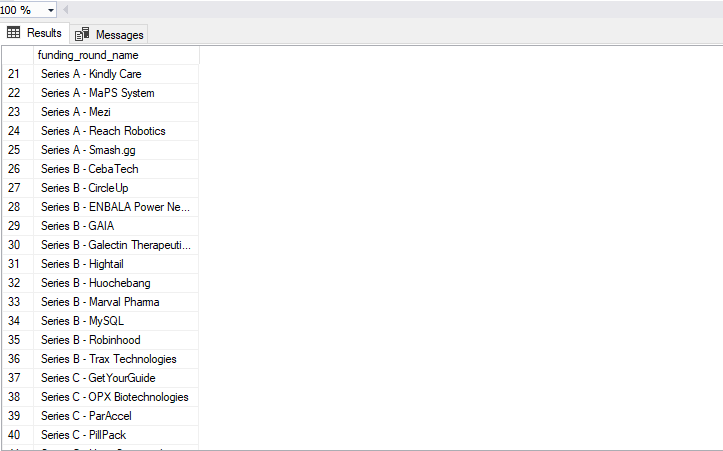 100 %
Results Messages
funding_round_name
21 Series A - Kindly Care
22 Series A - MaPS System
23 Series A - Mezi
24 Series A - Reach Robotics
25 Series A - Smash.gg
26 Series B - CebaTech
27 Series B - CircleUp
28 Series B - ENBALA Power Ne...
29 Series B - GAIA
30 Series B - Galectin Therapeuti...
31 Series B - Hightail
32 Series B - Huochebang
33 Series B - Marval Pharma
34 Series B - MySQL
35 Series B - Robinhood
36 Series B - Trax Technologies
37 Series C - GetYourGuide
38 Series C - OPX Biotechnologies
39 Series C - ParAccel
40 Series C - PillPack